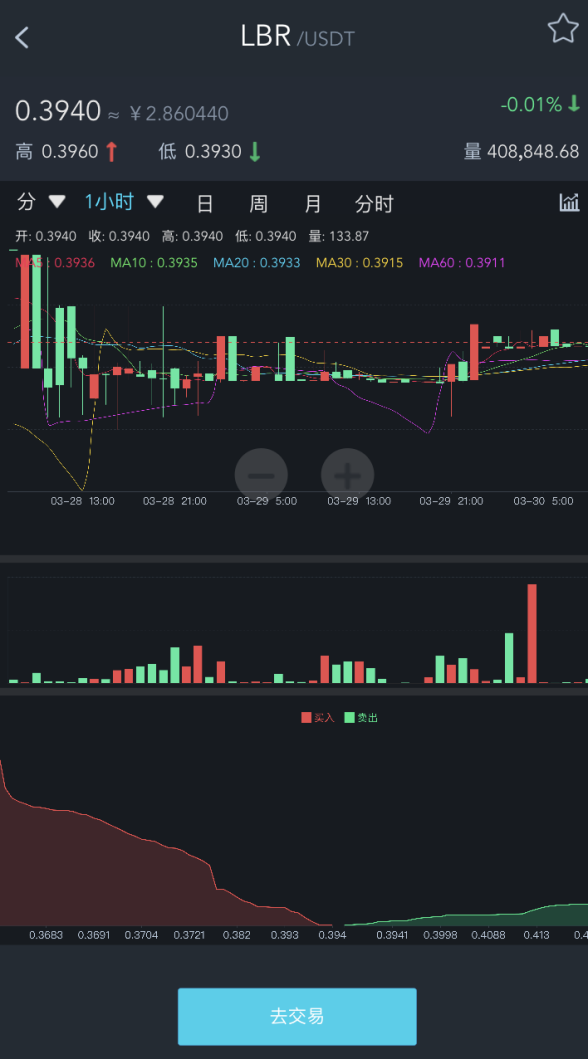 LBR /USDT
0.3940 ≈ ￥2.860440 -0.01%
高 0.3960 低 0.3930 量 408,848.68
分 1小时 日 周 月 分时
开: 0.3940 收: 0.3940 高: 0.3940 低: 0.3940 量: 133.87
MA5 : 0.3936 MA10 : 0.3935 MA20 : 0.3933 MA30 : 0.3915 MA60 : 0.3911
03-28 13:00 03-28 21:00 03-29 5:00 03-29 13:00 03-29 21:00 03-30 5:00
买入 卖出
0.3683 0.3691 0.3704 0.3721 0.382 0.393 0.394 0.3941 0.3998 0.4088 0.413
去交易